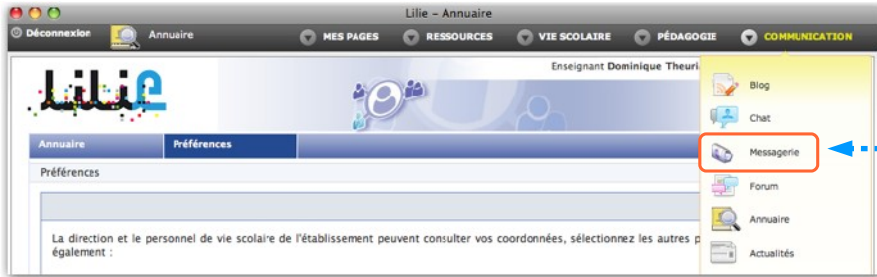 Lilie – Annuaire
Déconnexion Annuaire MES PAGES RESSOURCES VIE SCOLAIRE PÉDAGOGIE COMMUNICATION
Enseignant Dominique Theuri
Lilie
Blog
Chat
Annuaire Préférences
Messagerie
Préférences
Forum
Annuaire
La direction et le personnel de vie scolaire de l'établissement peuvent consulter vos coordonnées, sélectionnez les autres p
également :
Actualités